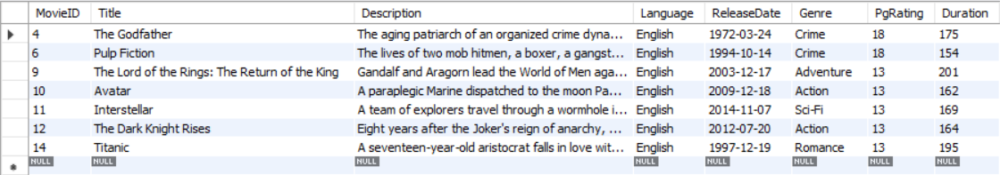 MovieID Title Description Language ReleaseDate Genre PgRating Duration
4 The Godfather The aging patriarch of an organized crime dyna... English 1972-03-24 Crime 18 175
6 Pulp Fiction The lives of two mob hitmen, a boxer, a gangst... English 1994-10-14 Crime 18 154
9 The Lord of the Rings: The Return of the King Gandalf and Aragorn lead the World of Men aga... English 2003-12-17 Adventure 13 201
10 Avatar A paraplegic Marine dispatched to the moon Pa... English 2009-12-18 Action 13 162
11 Interstellar A team of explorers travel through a wormhole i... English 2014-11-07 Sci-Fi 13 169
12 The Dark Knight Rises Eight years after the Joker's reign of anarchy, ... English 2012-07-20 Action 13 164
14 Titanic A seventeen-year-old aristocrat falls in love wit... English 1997-12-19 Romance 13 195
NULL NULL NULL NULL NULL NULL NULL NULL